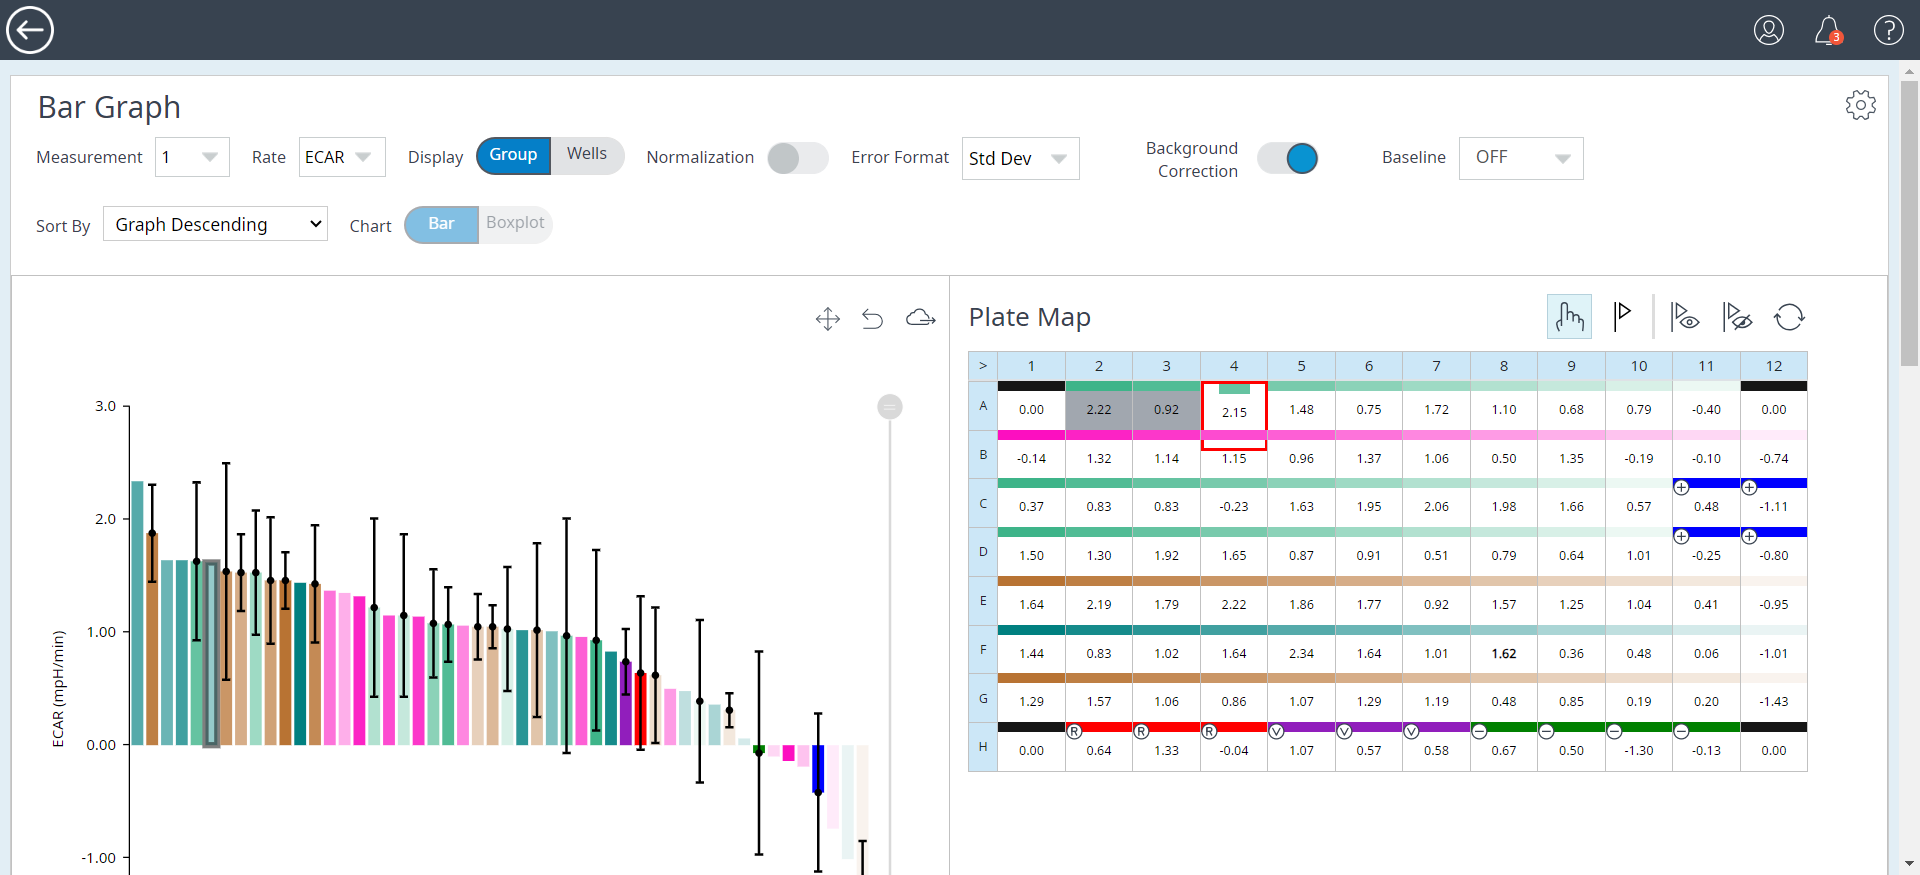 3
Bar Graph
Measurement 1 Rate ECAR Display Group Wells Normalization Error Format Std Dev Background Correction Baseline OFF
Sort By Graph Descending Chart Bar Boxplot
3.0
2.0
1.00
0.00
-1.00
ECAR (mpH/min)
Plate Map
> 1 2 3 4 5 6 7 8 9 10 11 12
A 0.00 2.22 0.92 2.15 1.48 0.75 1.72 1.10 0.68 0.79 -0.40 0.00
B -0.14 1.32 1.14 1.15 0.96 1.37 1.06 0.50 1.35 -0.19 -0.10 -0.74
C 0.37 0.83 0.83 -0.23 1.63 1.95 2.06 1.98 1.66 0.57 0.48 -1.11
D 1.50 1.30 1.92 1.65 0.87 0.91 0.51 0.79 0.64 1.01 -0.25 -0.80
E 1.64 2.19 1.79 2.22 1.86 1.77 0.92 1.57 1.25 1.04 0.41 -0.95
F 1.44 0.83 1.02 1.64 2.34 1.64 1.01 1.62 0.36 0.48 0.06 -1.01
G 1.29 1.57 1.06 0.86 1.07 1.29 1.19 0.48 0.85 0.19 0.20 -1.43
R R R V V V
H 0.00 0.64 1.33 -0.04 1.07 0.57 0.58 0.67 0.50 -1.30 -0.13 0.00